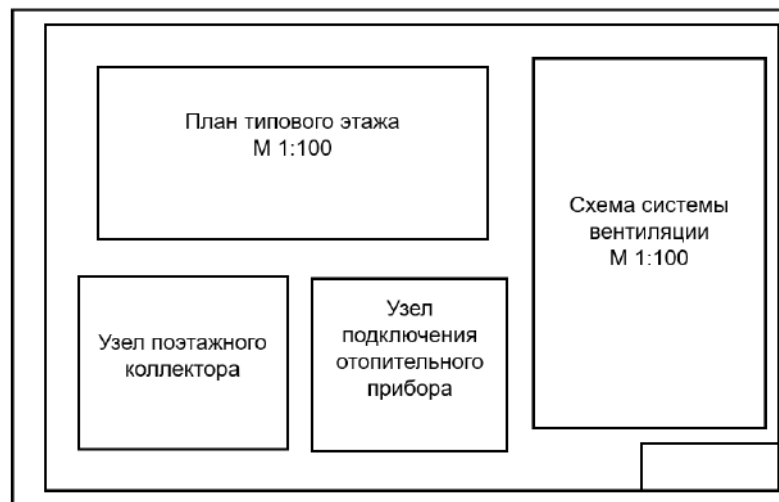 План типового этажа
М 1:100
Схема системы
вентиляции
М 1:100
Узел поэтажного
коллектора
Узел
подключения
отопительного
прибора